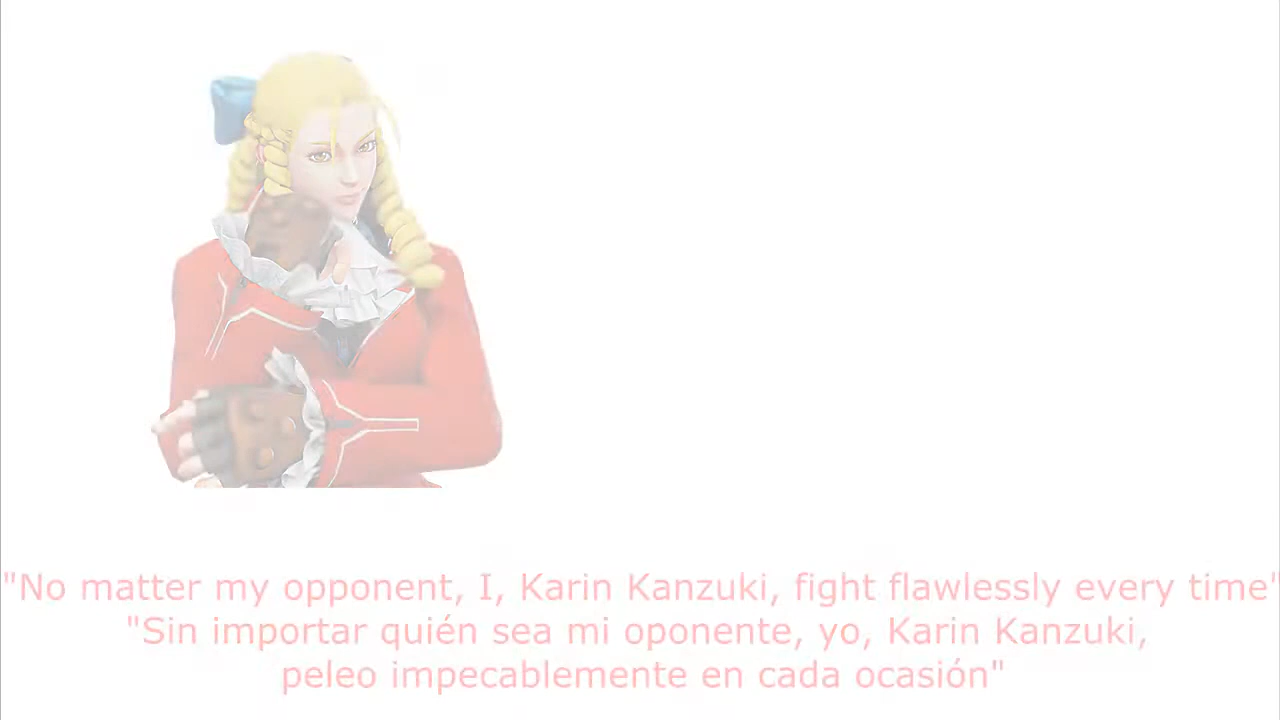 "No matter my opponent, I, Karin Kanzuki, fight flawlessly every time"
"Sin importar quién sea mi oponente, yo, Karin Kanzuki,
peleo impecablemente en cada ocasión"